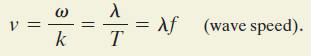 v = ω/k = λ/T = λf (wave speed).